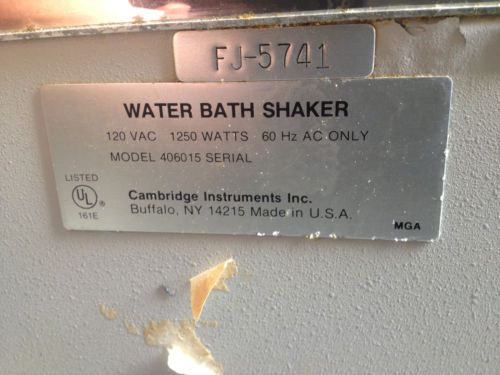 FJ-5741
WATER BATH SHAKER
120 VAC 1250 WATTS 60 Hz AC ONLY
MODEL 406015 SERIAL
LISTED
UL
161E
Cambridge Instruments Inc.
Buffalo, NY 14215 Made in U.S.A.
MGA